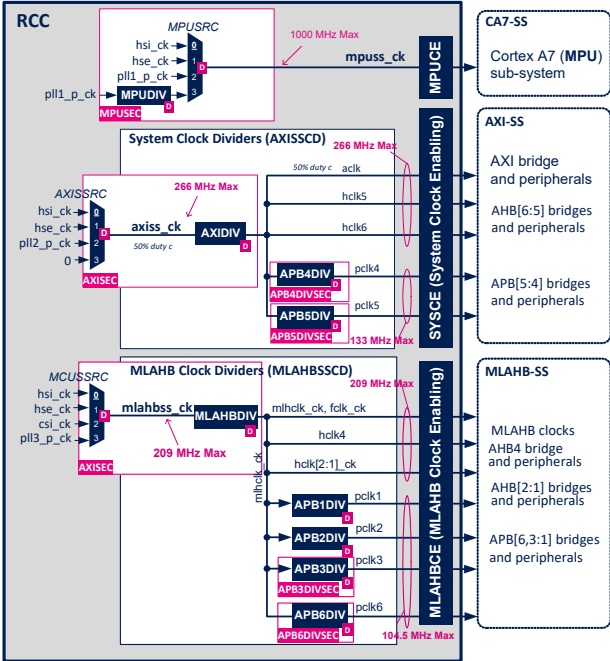 RCC
MPUSRC
hsi_ck
hse_ck
pll1_p_ck
pll1_p_ck
MPUDIV
D
0
1
2
3
D
MPUSEC
1000 MHz Max
mpuss_ck
MPUCE
CA7-SS
Cortex A7 (MPU)
sub-system
System Clock Dividers (AXISSCD)
AXISSRC
hsi_ck
hse_ck
pll2_p_ck
0
0
1
2
3
D
AXISEC
266 MHz Max
axiss_ck
50% duty c
AXIDIV
D
50% duty c
aclk
266 MHz Max
hclk5
hclk6
APB4DIV
D
APB4DIVSEC
pclk4
APB5DIV
D
APB5DIVSEC
pclk5
133 MHz Max
SYSCE (System Clock Enabling)
AXI-SS
AXI bridge
and peripherals
AHB[6:5] bridges
and peripherals
APB[5:4] bridges
and peripherals
MLAHB Clock Dividers (MLAHBSSCD)
MCUSSRC
hsi_ck
hse_ck
csi_ck
pll3_p_ck
0
1
2
3
D
AXISEC
mlahbss_ck
209 MHz Max
MLAHBDIV
D
mlhclk_ck
mlhclk_ck, fclk_ck
209 MHz Max
hclk4
hclk[2:1]_ck
APB1DIV
D
pclk1
APB2DIV
D
pclk2
APB3DIV
D
APB3DIVSEC
pclk3
APB6DIV
D
APB6DIVSEC
pclk6
104.5 MHz Max
MLAHBCE (MLAHB Clock Enabling)
MLAHB-SS
MLAHB clocks
AHB4 bridge
and peripherals
AHB[2:1] bridges
and peripherals
APB[6,3:1] bridges
and peripherals